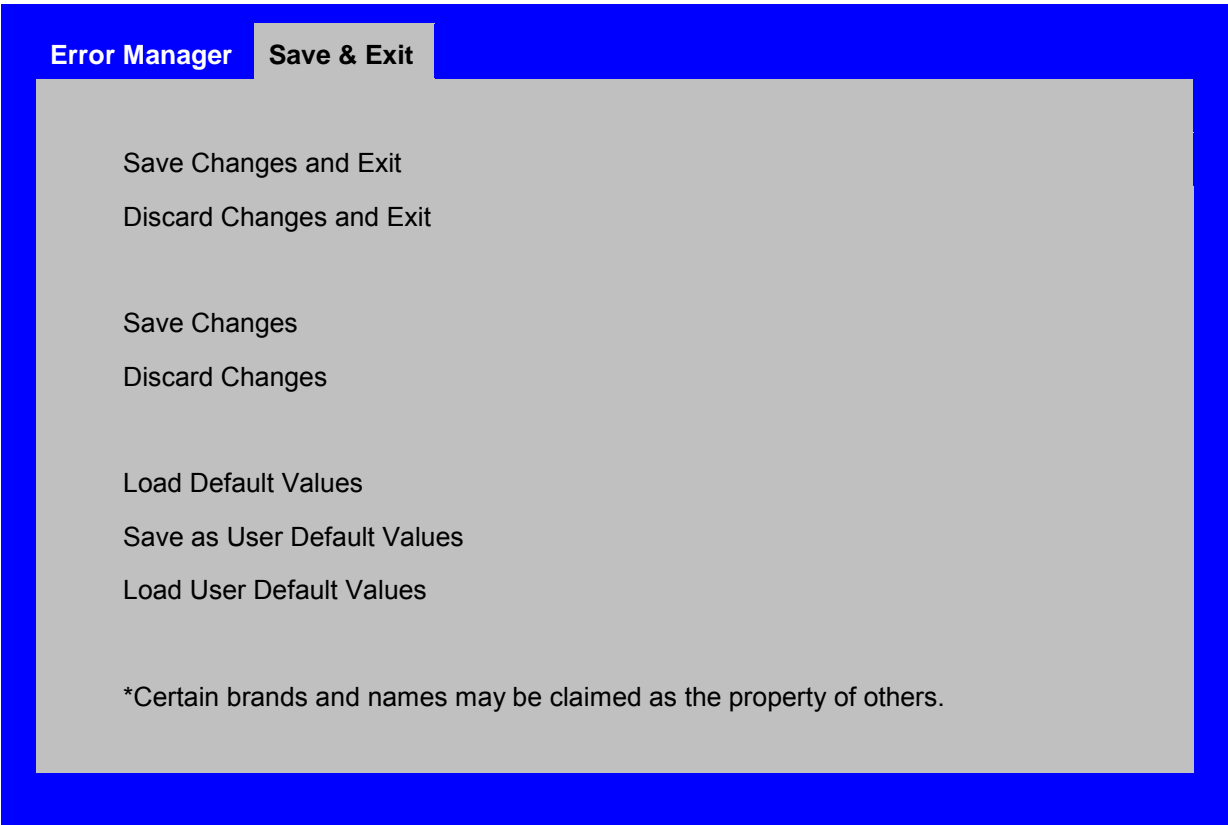 Error Manager Save & Exit
Save Changes and Exit
Discard Changes and Exit
Save Changes
Discard Changes
Load Default Values
Save as User Default Values
Load User Default Values
*Certain brands and names may be claimed as the property of others.